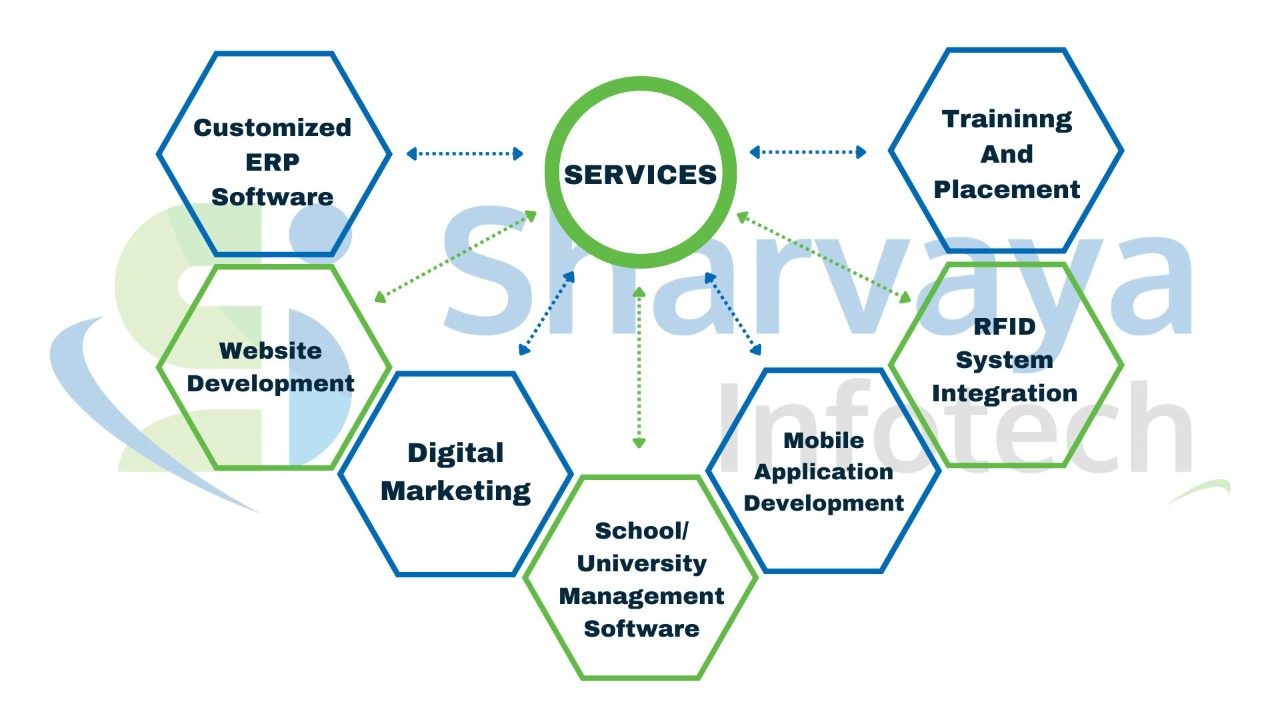 SERVICES
Customized
ERP
Software
Website
Development
Digital
Marketing
School/
University
Management
Software
Mobile
Application
Development
RFID
System
Integration
Traininng
And
Placement
Sharvaya
Infotech